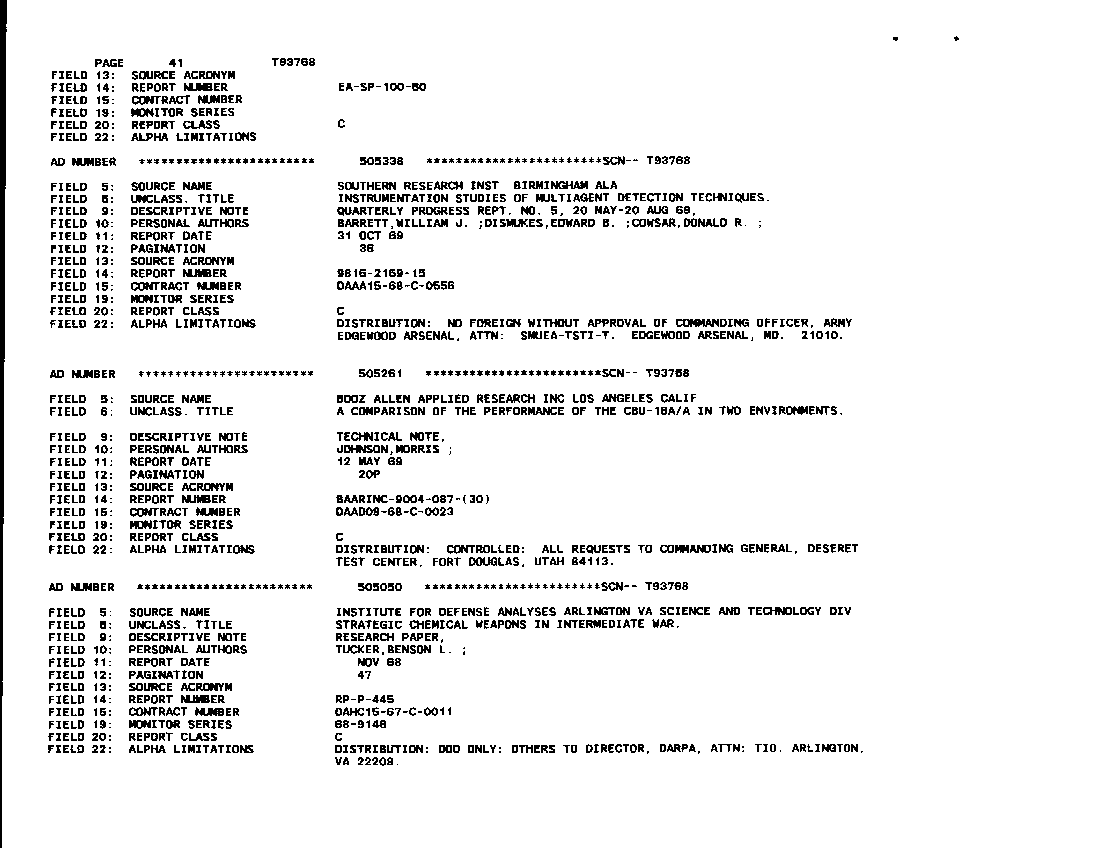 PAGE 41 T93768
FIELD 13: SOURCE ACRONYM
FIELD 14: REPORT NUMBER EA-SP-100-60
FIELD 15: CONTRACT NUMBER
FIELD 19: MONITOR SERIES
FIELD 20: REPORT CLASS C
FIELD 22: ALPHA LIMITATIONS
AD NUMBER ************************ 505338 ************************SCN-- T93768
FIELD 5: SOURCE NAME SOUTHERN RESEARCH INST BIRMINGHAM ALA
FIELD 6: UNCLASS. TITLE INSTRUMENTATION STUDIES OF MULTIAGENT DETECTION TECHNIQUES.
FIELD 9: DESCRIPTIVE NOTE QUARTERLY PROGRESS REPT. NO. 5, 20 MAY-20 AUG 69,
FIELD 10: PERSONAL AUTHORS BARRETT,WILLIAM J. ;DISMUKES,EDWARD B. ;COWSAR,DONALD R. ;
FIELD 11: REPORT DATE 31 OCT 69
FIELD 12: PAGINATION 36
FIELD 13: SOURCE ACRONYM
FIELD 14: REPORT NUMBER 9816-2169-15
FIELD 15: CONTRACT NUMBER DAAA15-68-C-0556
FIELD 19: MONITOR SERIES
FIELD 20: REPORT CLASS C
FIELD 22: ALPHA LIMITATIONS DISTRIBUTION: NO FOREIGN WITHOUT APPROVAL OF COMMANDING OFFICER, ARMY
EDGEWOOD ARSENAL, ATTN: SMUEA-TSTI-T. EDGEWOOD ARSENAL, MD. 21010.
AD NUMBER ************************ 505261 ************************SCN-- T93768
FIELD 5: SOURCE NAME BOOZ ALLEN APPLIED RESEARCH INC LOS ANGELES CALIF
FIELD 6: UNCLASS. TITLE A COMPARISON OF THE PERFORMANCE OF THE CBU-16A/A IN TWO ENVIRONMENTS.
FIELD 9: DESCRIPTIVE NOTE TECHNICAL NOTE,
FIELD 10: PERSONAL AUTHORS JOHNSON,MORRIS ;
FIELD 11: REPORT DATE 12 MAY 69
FIELD 12: PAGINATION 20P
FIELD 13: SOURCE ACRONYM
FIELD 14: REPORT NUMBER BAARINC-9004-087-(30)
FIELD 15: CONTRACT NUMBER DAAD09-68-C-0023
FIELD 19: MONITOR SERIES
FIELD 20: REPORT CLASS C
FIELD 22: ALPHA LIMITATIONS DISTRIBUTION: CONTROLLED: ALL REQUESTS TO COMMANDING GENERAL, DESERET
TEST CENTER, FORT DOUGLAS, UTAH 84113.
AD NUMBER ************************ 505050 ************************SCN-- T93768
FIELD 5: SOURCE NAME INSTITUTE FOR DEFENSE ANALYSES ARLINGTON VA SCIENCE AND TECHNOLOGY DIV
FIELD 6: UNCLASS. TITLE STRATEGIC CHEMICAL WEAPONS IN INTERMEDIATE WAR.
FIELD 9: DESCRIPTIVE NOTE RESEARCH PAPER,
FIELD 10: PERSONAL AUTHORS TUCKER,BENSON L. ;
FIELD 11: REPORT DATE NOV 68
FIELD 12: PAGINATION 47
FIELD 13: SOURCE ACRONYM
FIELD 14: REPORT NUMBER RP-P-445
FIELD 15: CONTRACT NUMBER DAHC15-67-C-0011
FIELD 19: MONITOR SERIES 68-9148
FIELD 20: REPORT CLASS C
FIELD 22: ALPHA LIMITATIONS DISTRIBUTION: DOD ONLY: OTHERS TO DIRECTOR, DARPA, ATTN: TIO. ARLINGTON,
VA 22209.